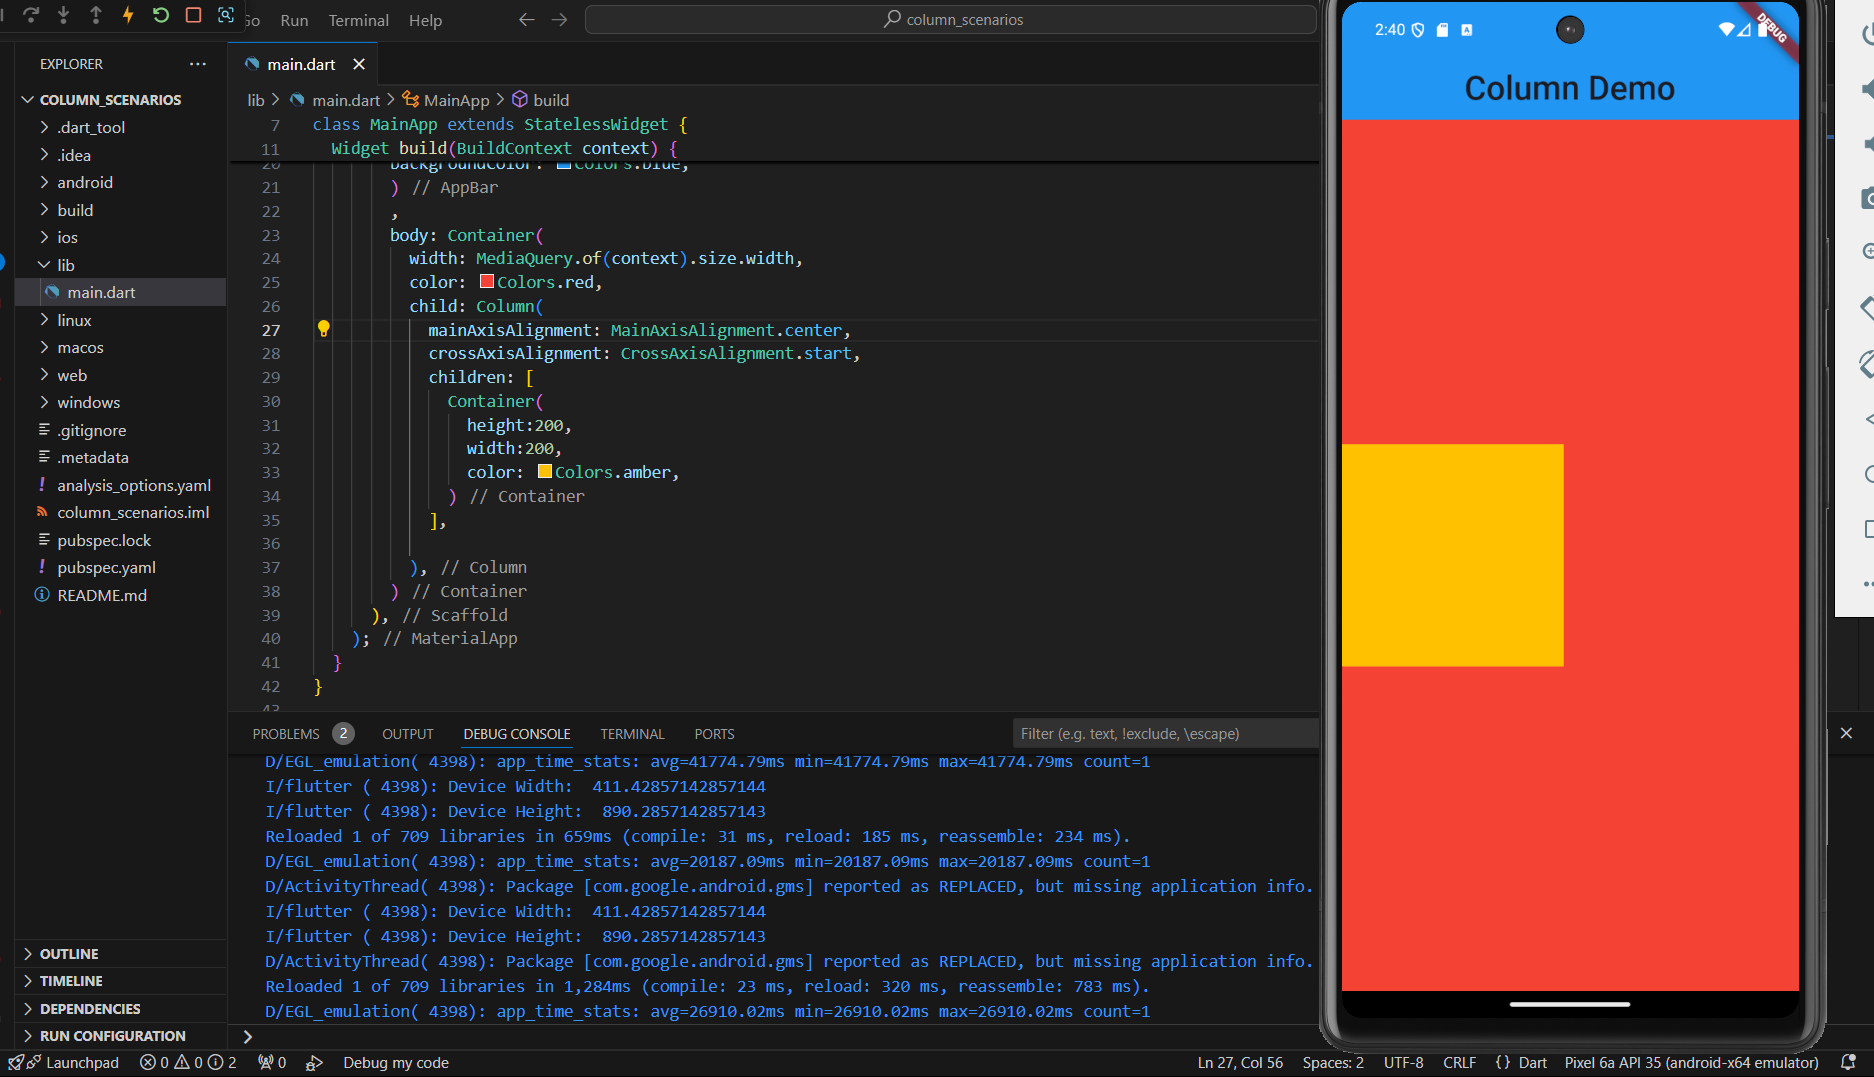 Go Run Terminal Help
column_scenarios
EXPLORER
COLUMN_SCENARIOS
.dart_tool
.idea
android
build
ios
lib
main.dart
linux
macos
web
windows
.gitignore
.metadata
analysis_options.yaml
column_scenarios.iml
pubspec.lock
pubspec.yaml
README.md
OUTLINE
TIMELINE
DEPENDENCIES
RUN CONFIGURATION
main.dart
lib > main.dart > MainApp > build
7 class MainApp extends StatelessWidget {
11 Widget build(BuildContext context) {
20 backgroundColor: Colors.blue,
21 ) // AppBar
22 ,
23 body: Container(
24 width: MediaQuery.of(context).size.width,
25 color: Colors.red,
26 child: Column(
27 mainAxisAlignment: MainAxisAlignment.center,
28 crossAxisAlignment: CrossAxisAlignment.start,
29 children: [
30 Container(
31 height:200,
32 width:200,
33 color: Colors.amber,
34 ) // Container
35 ],
36
37 ), // Column
38 ) // Container
39 ), // Scaffold
40 ); // MaterialApp
41 }
42 }
43
PROBLEMS 2 OUTPUT DEBUG CONSOLE TERMINAL PORTS
Filter (e.g. text, !exclude, \escape)
D/EGL_emulation( 4398): app_time_stats: avg=41774.79ms min=41774.79ms max=41774.79ms count=1
I/flutter ( 4398): Device Width:  411.42857142857144
I/flutter ( 4398): Device Height:  890.2857142857143
Reloaded 1 of 709 libraries in 659ms (compile: 31 ms, reload: 185 ms, reassemble: 234 ms).
D/EGL_emulation( 4398): app_time_stats: avg=20187.09ms min=20187.09ms max=20187.09ms count=1
D/ActivityThread( 4398): Package [com.google.android.gms] reported as REPLACED, but missing application info.
I/flutter ( 4398): Device Width:  411.42857142857144
I/flutter ( 4398): Device Height:  890.2857142857143
D/ActivityThread( 4398): Package [com.google.android.gms] reported as REPLACED, but missing application info.
Reloaded 1 of 709 libraries in 1,284ms (compile: 23 ms, reload: 320 ms, reassemble: 783 ms).
D/EGL_emulation( 4398): app_time_stats: avg=26910.02ms min=26910.02ms max=26910.02ms count=1
Launchpad 0 0 2 0 Debug my code
Ln 27, Col 56 Spaces: 2 UTF-8 CRLF {} Dart Pixel 6a API 35 (android-x64 emulator)
2:40
A
DEBUG
Column Demo